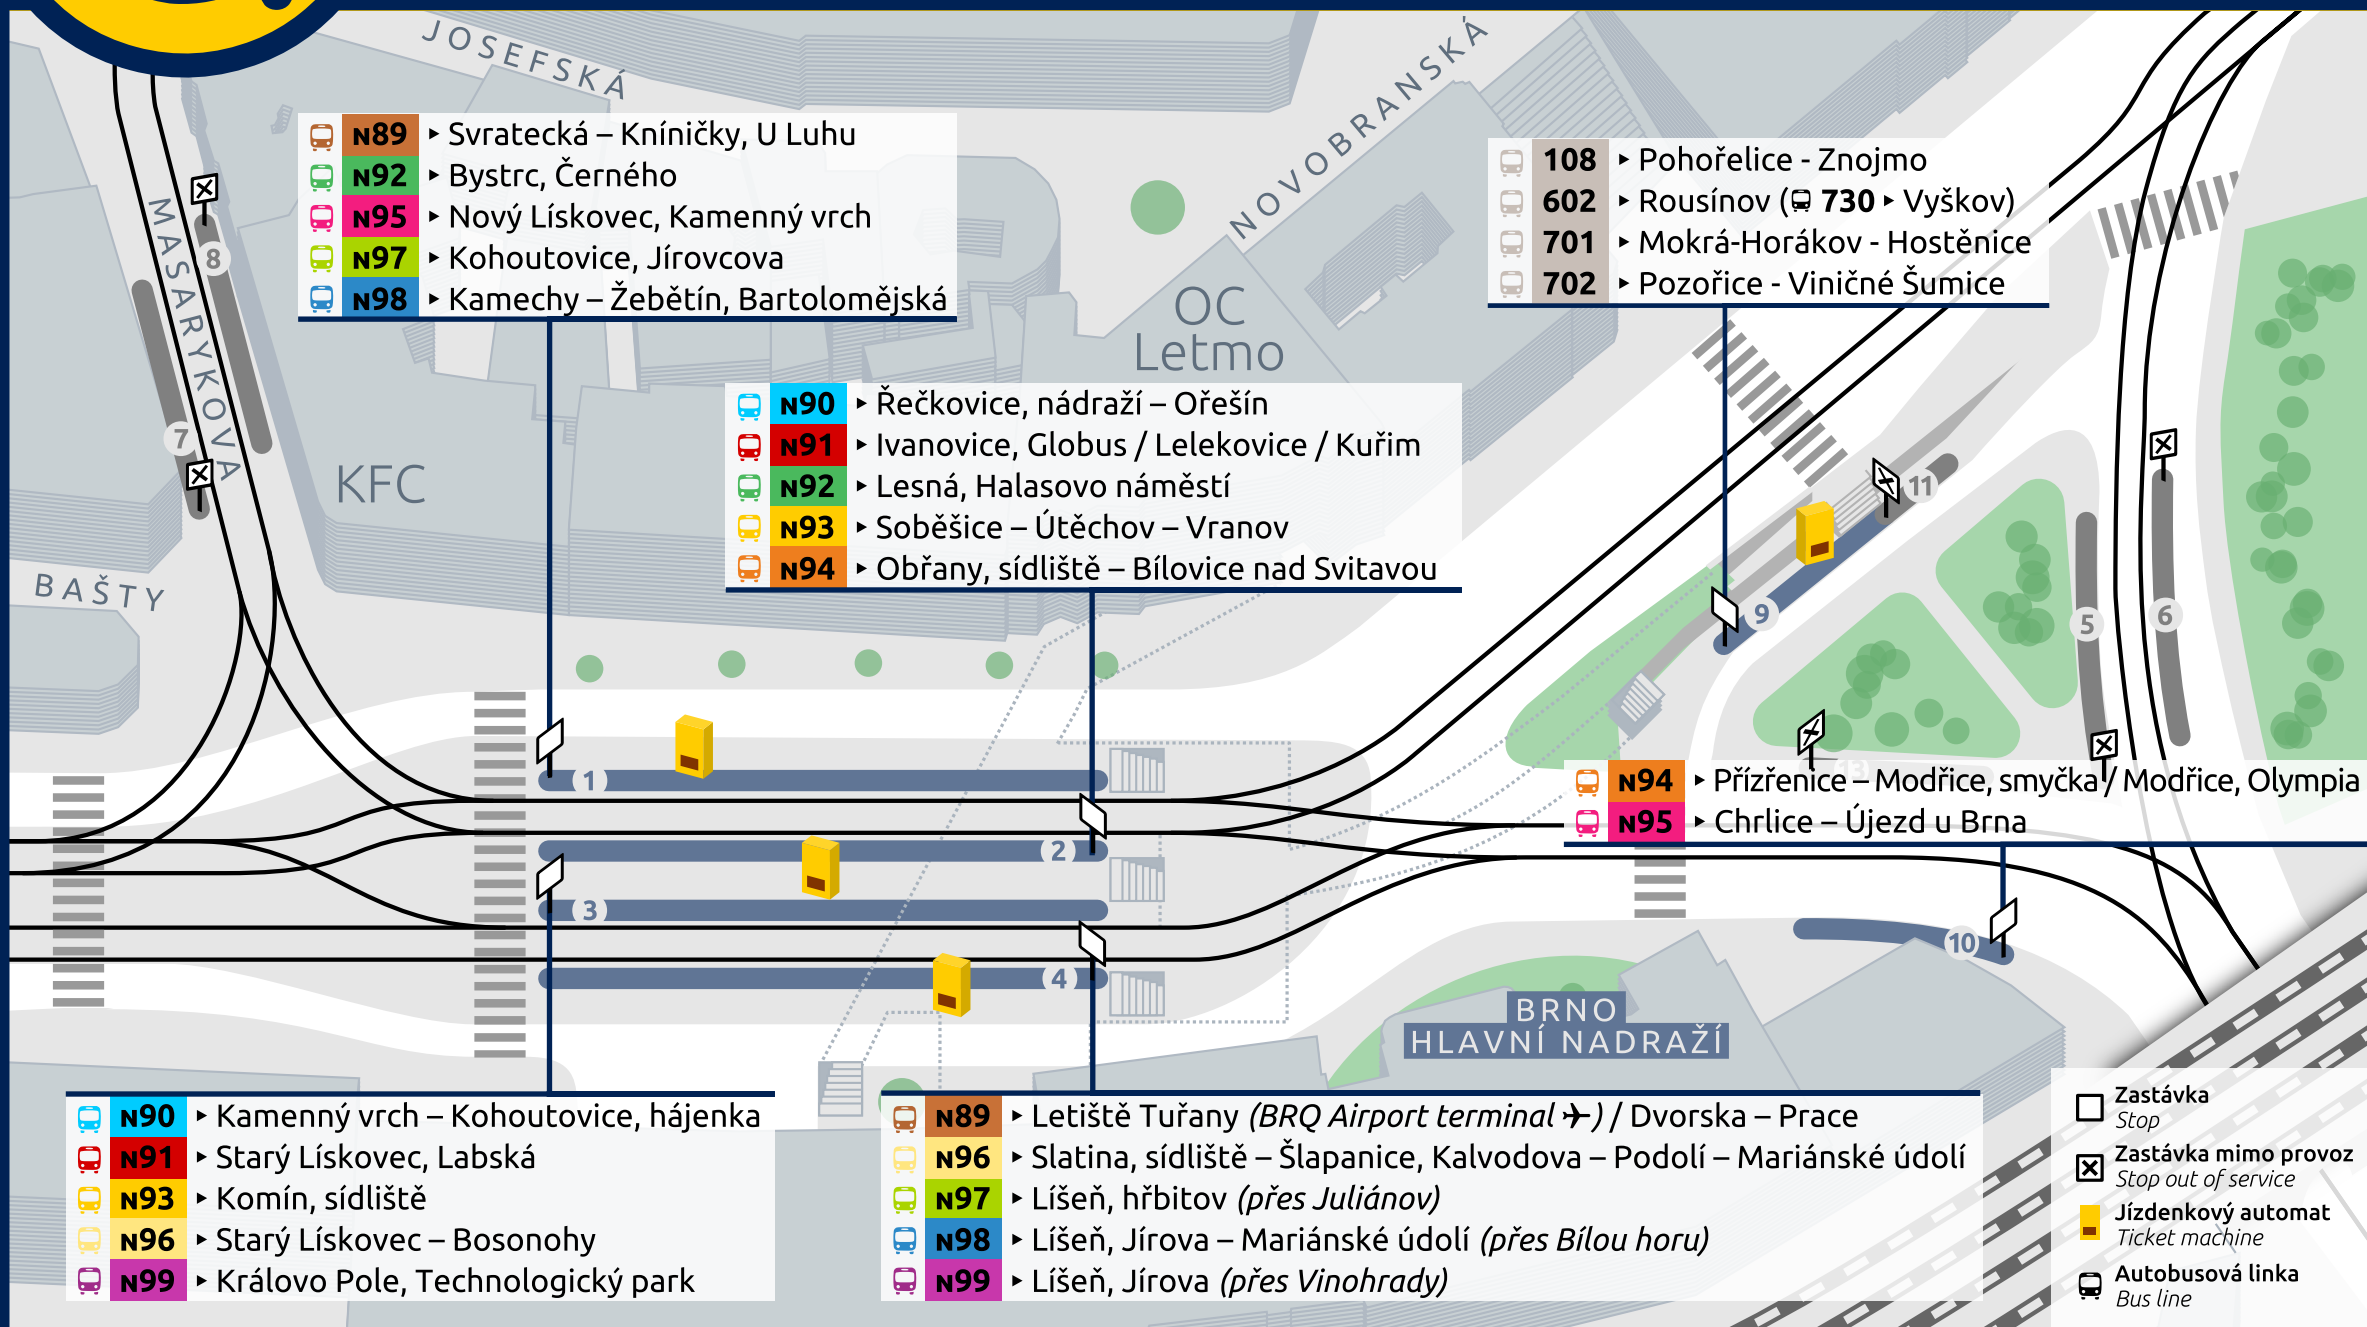 JOSEFSKÁ
NOVOBRANSKÁ
MASARYKOVA
BAŠTY
KFC
OC
Letmo
8
7
N89 ▸ Svratecká – Kníničky, U Luhu
N92 ▸ Bystrc, Černého
N95 ▸ Nový Lískovec, Kamenný vrch
N97 ▸ Kohoutovice, Jírovcova
N98 ▸ Kamechy – Žebětín, Bartolomějská
108 ▸ Pohořelice - Znojmo
602 ▸ Rousínov (730 ▸ Vyškov)
701 ▸ Mokrá-Horákov - Hostěnice
702 ▸ Pozořice - Viničné Šumice
N90 ▸ Řečkovice, nádraží – Ořešín
N91 ▸ Ivanovice, Globus / Lelekovice / Kuřim
N92 ▸ Lesná, Halasovo náměstí
N93 ▸ Soběšice – Útěchov – Vranov
N94 ▸ Obřany, sídliště – Bílovice nad Svitavou
11
9
5
6
13
1
2
3
4
10
N94 ▸ Přízřenice – Modřice, smyčka / Modřice, Olympia
N95 ▸ Chrlice – Újezd u Brna
BRNO
HLAVNÍ NADRAŽÍ
N90 ▸ Kamenný vrch – Kohoutovice, hájenka
N91 ▸ Starý Lískovec, Labská
N93 ▸ Komín, sídliště
N96 ▸ Starý Lískovec – Bosonohy
N99 ▸ Královo Pole, Technologický park
N89 ▸ Letiště Tuřany (BRQ Airport terminal ✈) / Dvorska – Prace
N96 ▸ Slatina, sídliště – Šlapanice, Kalvodova – Podolí – Mariánské údolí
N97 ▸ Líšeň, hřbitov (přes Juliánov)
N98 ▸ Líšeň, Jírova – Mariánské údolí (přes Bílou horu)
N99 ▸ Líšeň, Jírova (přes Vinohrady)
Zastávka
Stop
Zastávka mimo provoz
Stop out of service
Jízdenkový automat
Ticket machine
Autobusová linka
Bus line